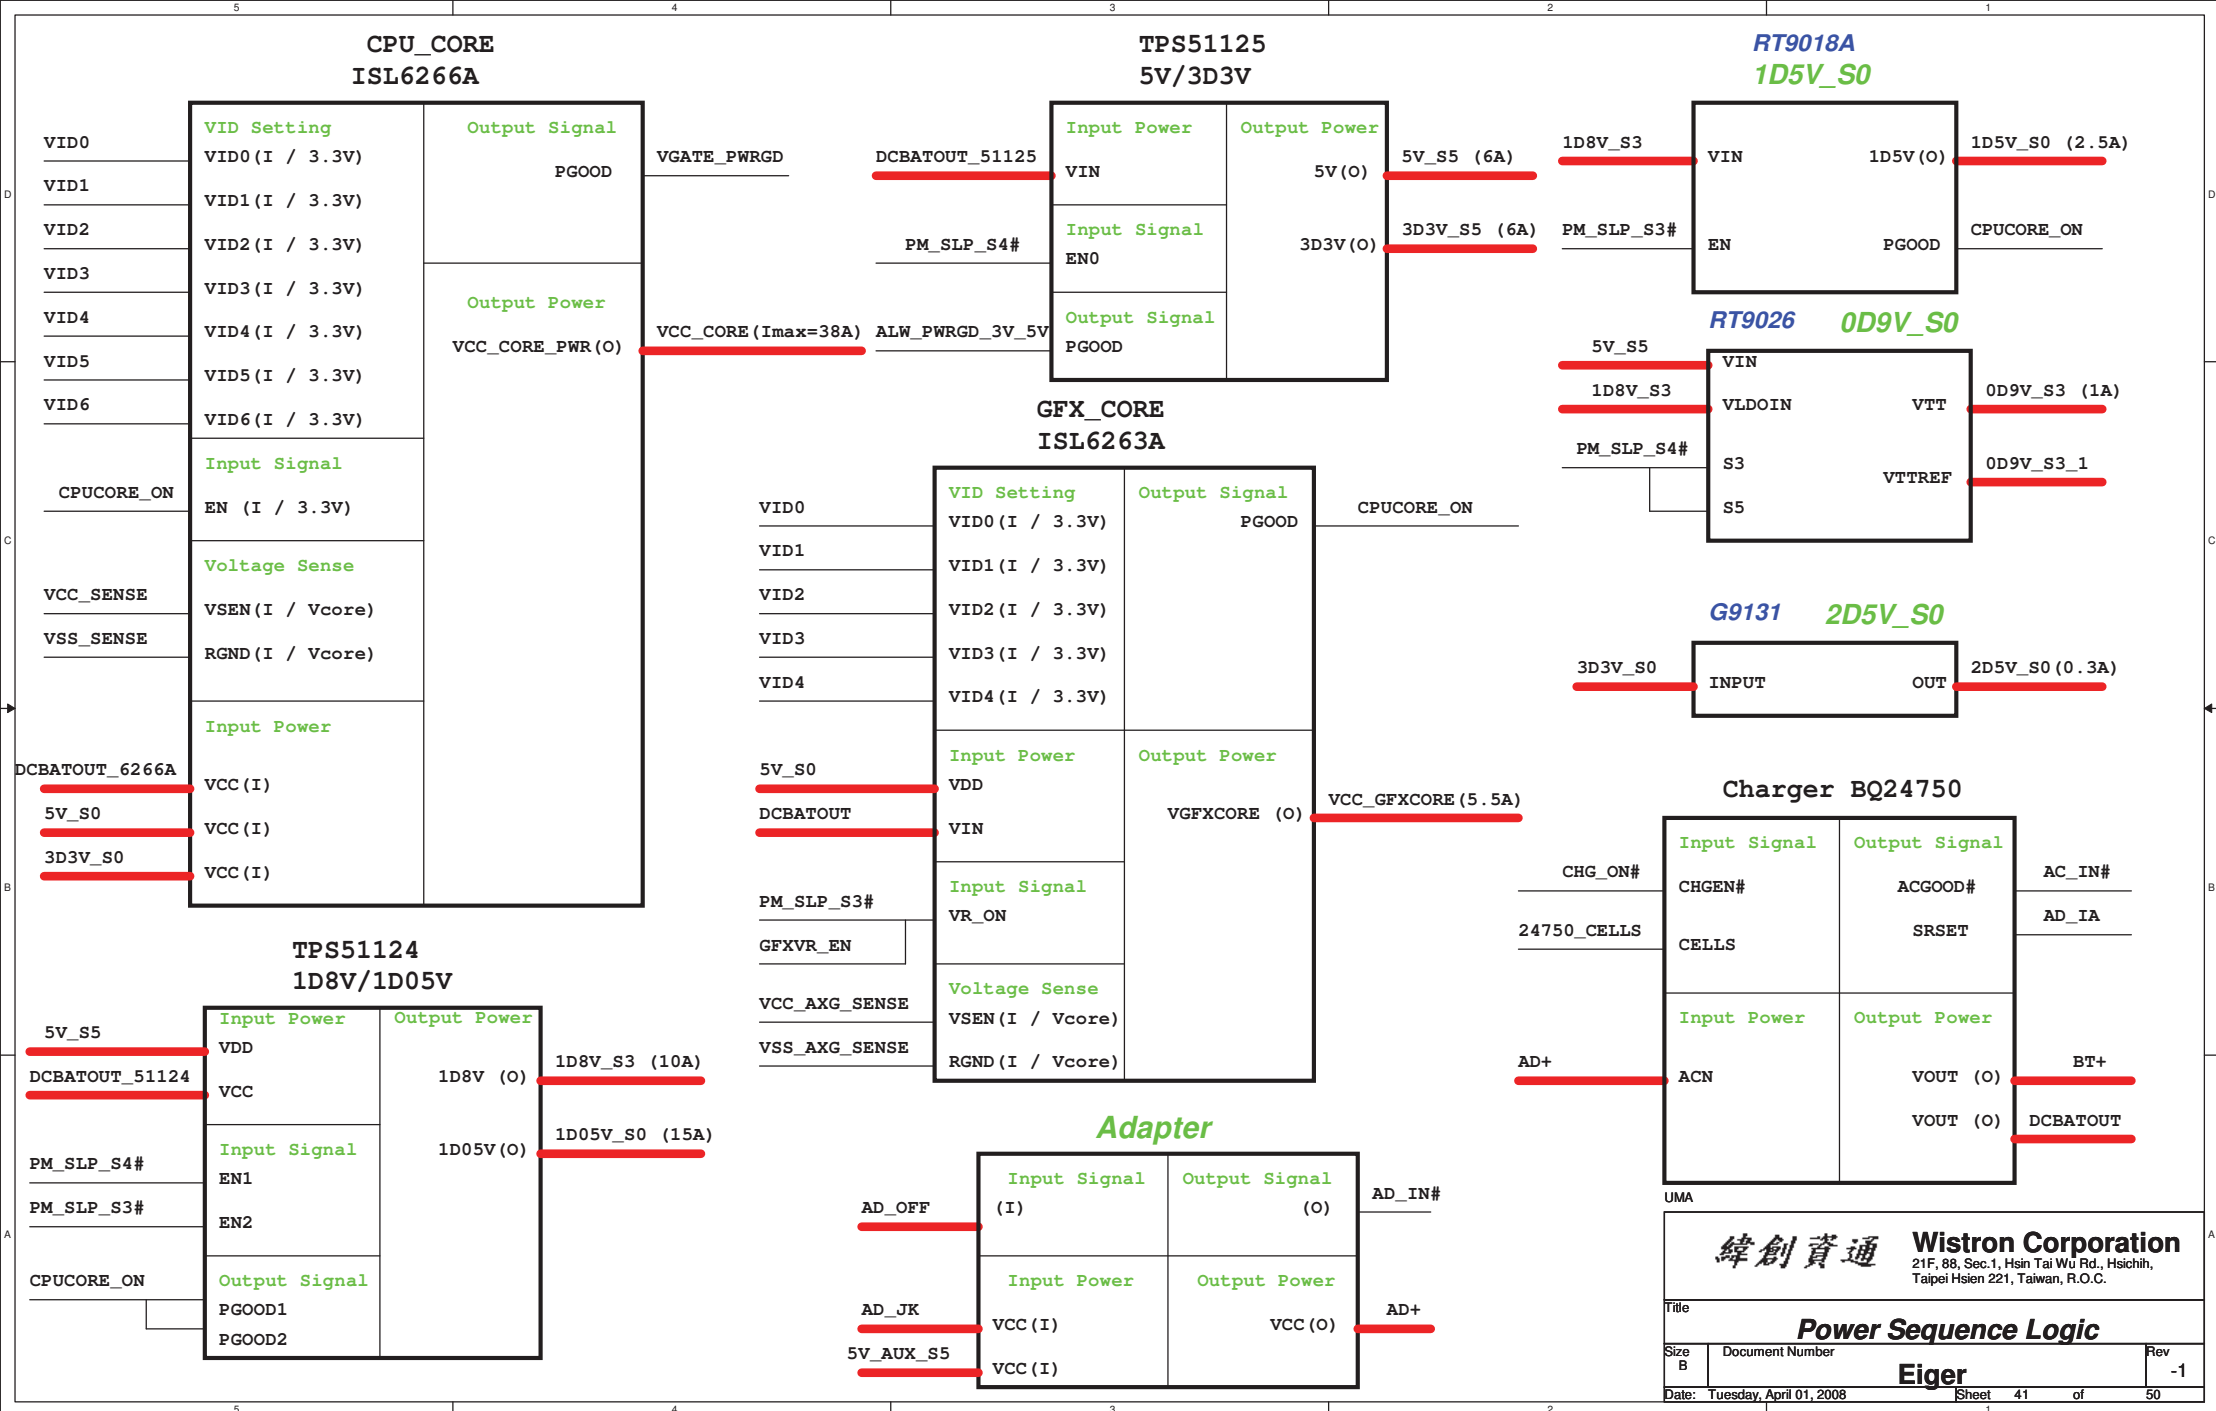 5 4 3 2 1
D
C
B
A
CPU_CORE
ISL6266A
VID Setting
Output Signal
VID0
VID0(I / 3.3V)
PGOOD
VGATE_PWRGD
VID1
VID1(I / 3.3V)
VID2
VID2(I / 3.3V)
VID3
VID3(I / 3.3V)
Output Power
VID4
VID4(I / 3.3V)
VCC_CORE_PWR(O)
VCC_CORE(Imax=38A)
VID5
VID5(I / 3.3V)
VID6
VID6(I / 3.3V)
Input Signal
CPUCORE_ON
EN (I / 3.3V)
Voltage Sense
VCC_SENSE
VSEN(I / Vcore)
VSS_SENSE
RGND(I / Vcore)
Input Power
DCBATOUT_6266A
VCC(I)
5V_S0
VCC(I)
3D3V_S0
VCC(I)
TPS51124
1D8V/1D05V
Input Power
Output Power
5V_S5
VDD
DCBATOUT_51124
VCC
1D8V (O)
1D8V_S3 (10A)
Input Signal
1D05V(O)
1D05V_S0 (15A)
PM_SLP_S4#
EN1
PM_SLP_S3#
EN2
CPUCORE_ON
Output Signal
PGOOD1
PGOOD2
TPS51125
5V/3D3V
Input Power
Output Power
DCBATOUT_51125
VIN
5V(O)
5V_S5 (6A)
Input Signal
PM_SLP_S4#
EN0
3D3V(O)
3D3V_S5 (6A)
Output Signal
ALW_PWRGD_3V_5V
PGOOD
GFX_CORE
ISL6263A
VID Setting
Output Signal
VID0
VID0(I / 3.3V)
PGOOD
CPUCORE_ON
VID1
VID1(I / 3.3V)
VID2
VID2(I / 3.3V)
VID3
VID3(I / 3.3V)
VID4
VID4(I / 3.3V)
Input Power
Output Power
5V_S0
VDD
DCBATOUT
VIN
VGFXCORE (O)
VCC_GFXCORE(5.5A)
Input Signal
PM_SLP_S3#
VR_ON
GFXVR_EN
Voltage Sense
VCC_AXG_SENSE
VSEN(I / Vcore)
VSS_AXG_SENSE
RGND(I / Vcore)
Adapter
Input Signal
Output Signal
AD_OFF
(I)
(O)
AD_IN#
Input Power
Output Power
AD_JK
VCC(I)
VCC(O)
AD+
5V_AUX_S5
VCC(I)
RT9018A
1D5V_S0
1D8V_S3
VIN
1D5V(O)
1D5V_S0 (2.5A)
PM_SLP_S3#
EN
PGOOD
CPUCORE_ON
RT9026 0D9V_S0
5V_S5
VIN
1D8V_S3
VLDOIN
VTT
0D9V_S3 (1A)
PM_SLP_S4#
S3
VTTREF
0D9V_S3_1
S5
G9131 2D5V_S0
3D3V_S0
INPUT
OUT
2D5V_S0(0.3A)
Charger BQ24750
Input Signal
Output Signal
CHG_ON#
CHGEN#
ACGOOD#
AC_IN#
24750_CELLS
CELLS
SRSET
AD_IA
Input Power
Output Power
AD+
ACN
VOUT (O)
BT+
VOUT (O)
DCBATOUT
UMA
緯創資通
Wistron Corporation
21F, 88, Sec.1, Hsin Tai Wu Rd., Hsichih,
Taipei Hsien 221, Taiwan, R.O.C.
Title
Power Sequence Logic
Size Document Number Rev
B Eiger -1
Date: Tuesday, April 01, 2008 Sheet 41 of 50
D
C
B
A
5 4 3 2 1